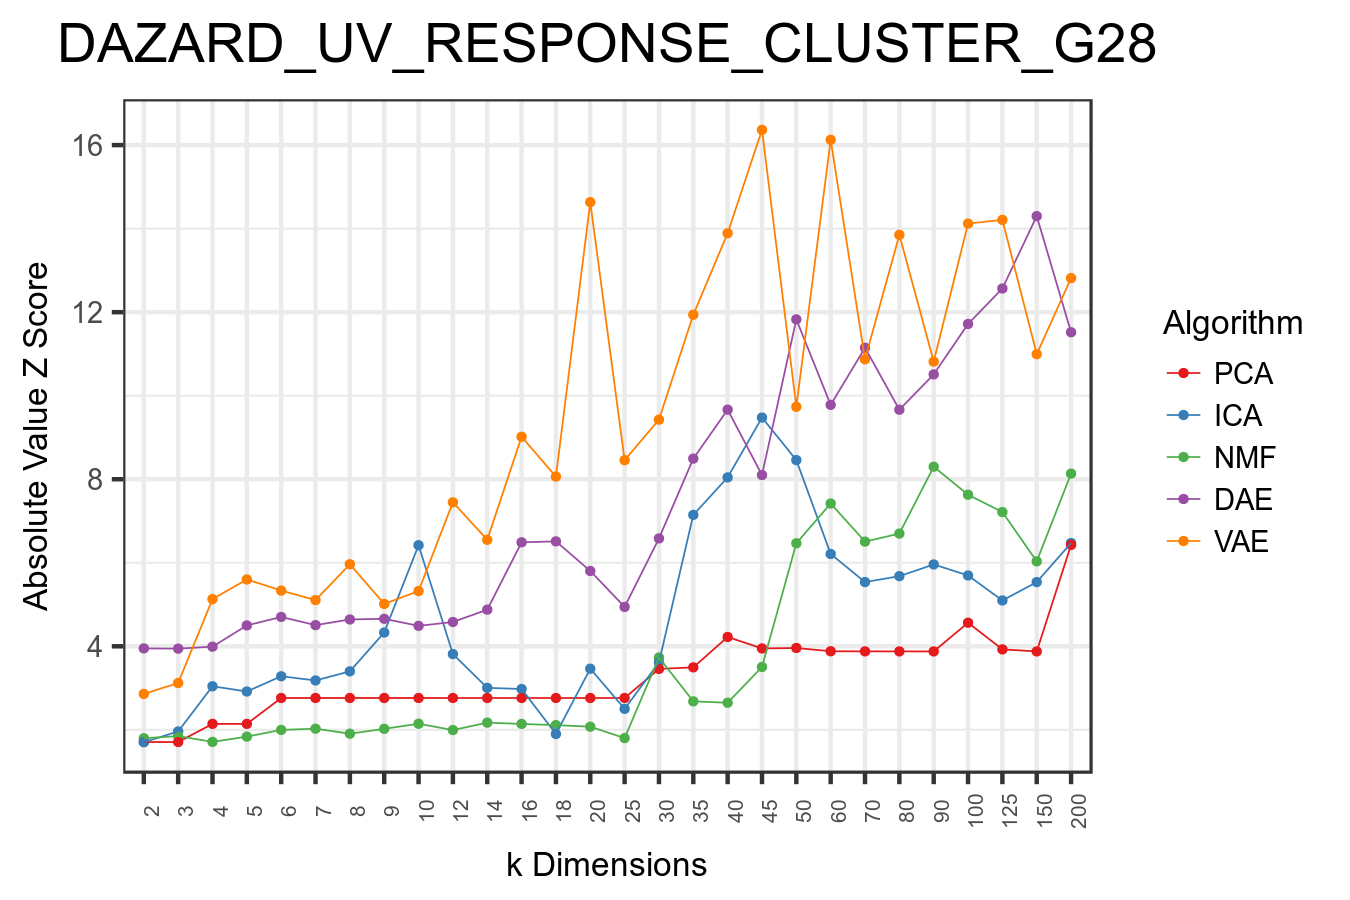 DAZARD_UV_RESPONSE_CLUSTER_G28
Absolute Value Z Score
16
12
8
4
2 3 4 5 6 7 8 9 10 12 14 16 18 20 25 30 35 40 45 50 60 70 80 90 100 125 150 200
k Dimensions
Algorithm
PCA
ICA
NMF
DAE
VAE